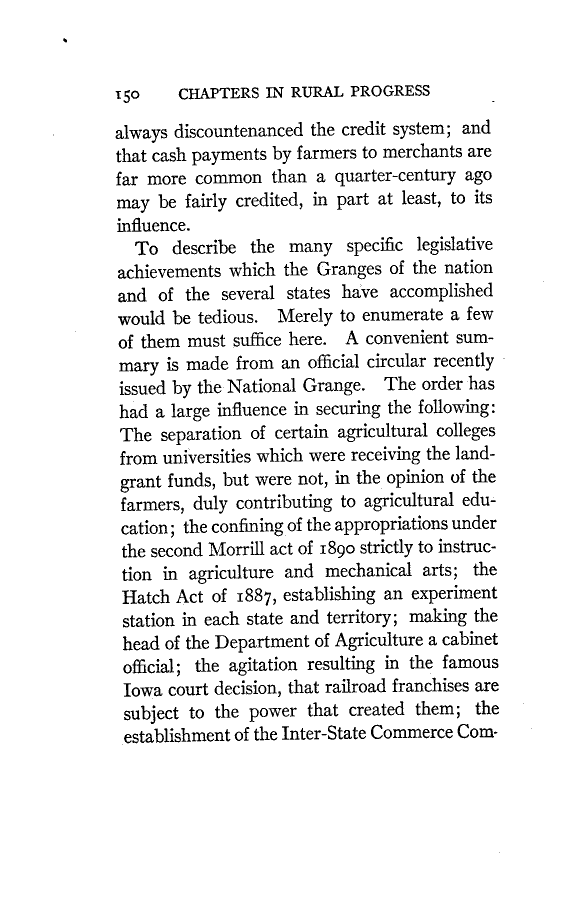 150 CHAPTERS IN RURAL PROGRESS
always discountenanced the credit system; and
that cash payments by farmers to merchants are
far more common than a quarter-century ago
may be fairly credited, in part at least, to its
influence.
To describe the many specific legislative
achievements which the Granges of the nation
and of the several states have accomplished
would be tedious. Merely to enumerate a few
of them must suffice here. A convenient sum-
mary is made from an official circular recently
issued by the National Grange. The order has
had a large influence in securing the following:
The separation of certain agricultural colleges
from universities which were receiving the land-
grant funds, but were not, in the opinion of the
farmers, duly contributing to agricultural edu-
cation; the confining of the appropriations under
the second Morrill act of 1890 strictly to instruc-
tion in agriculture and mechanical arts; the
Hatch Act of 1887, establishing an experiment
station in each state and territory; making the
head of the Department of Agriculture a cabinet
official; the agitation resulting in the famous
Iowa court decision, that railroad franchises are
subject to the power that created them; the
establishment of the Inter-State Commerce Com-